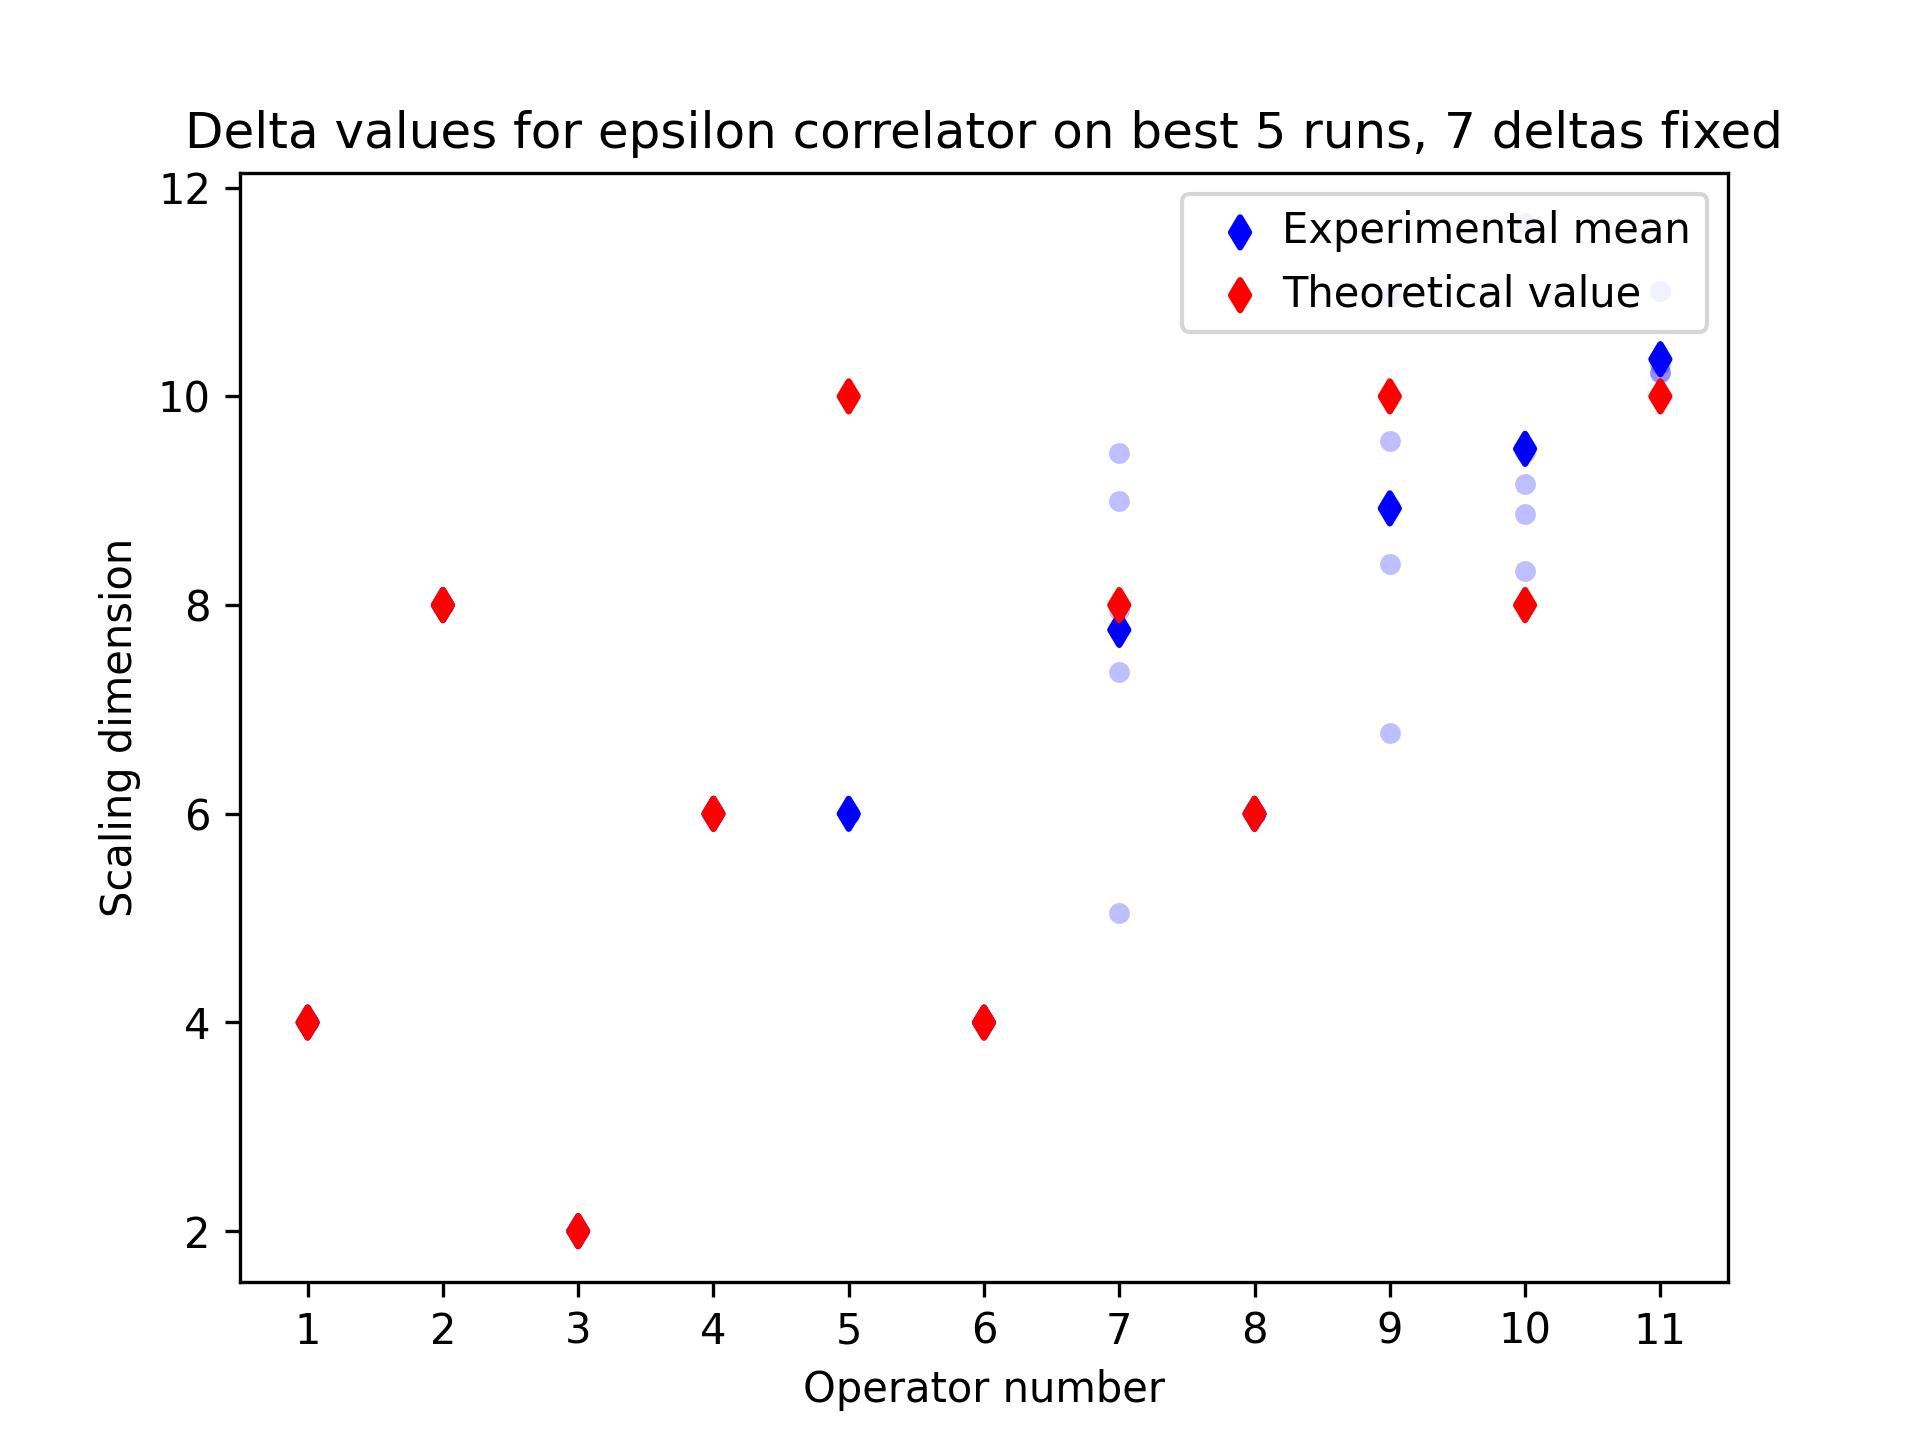 Delta values for epsilon correlator on best 5 runs, 7 deltas fixed
12
10
8
6
4
2
Scaling dimension
Experimental mean
Theoretical value
1 2 3 4 5 6 7 8 9 10 11
Operator number